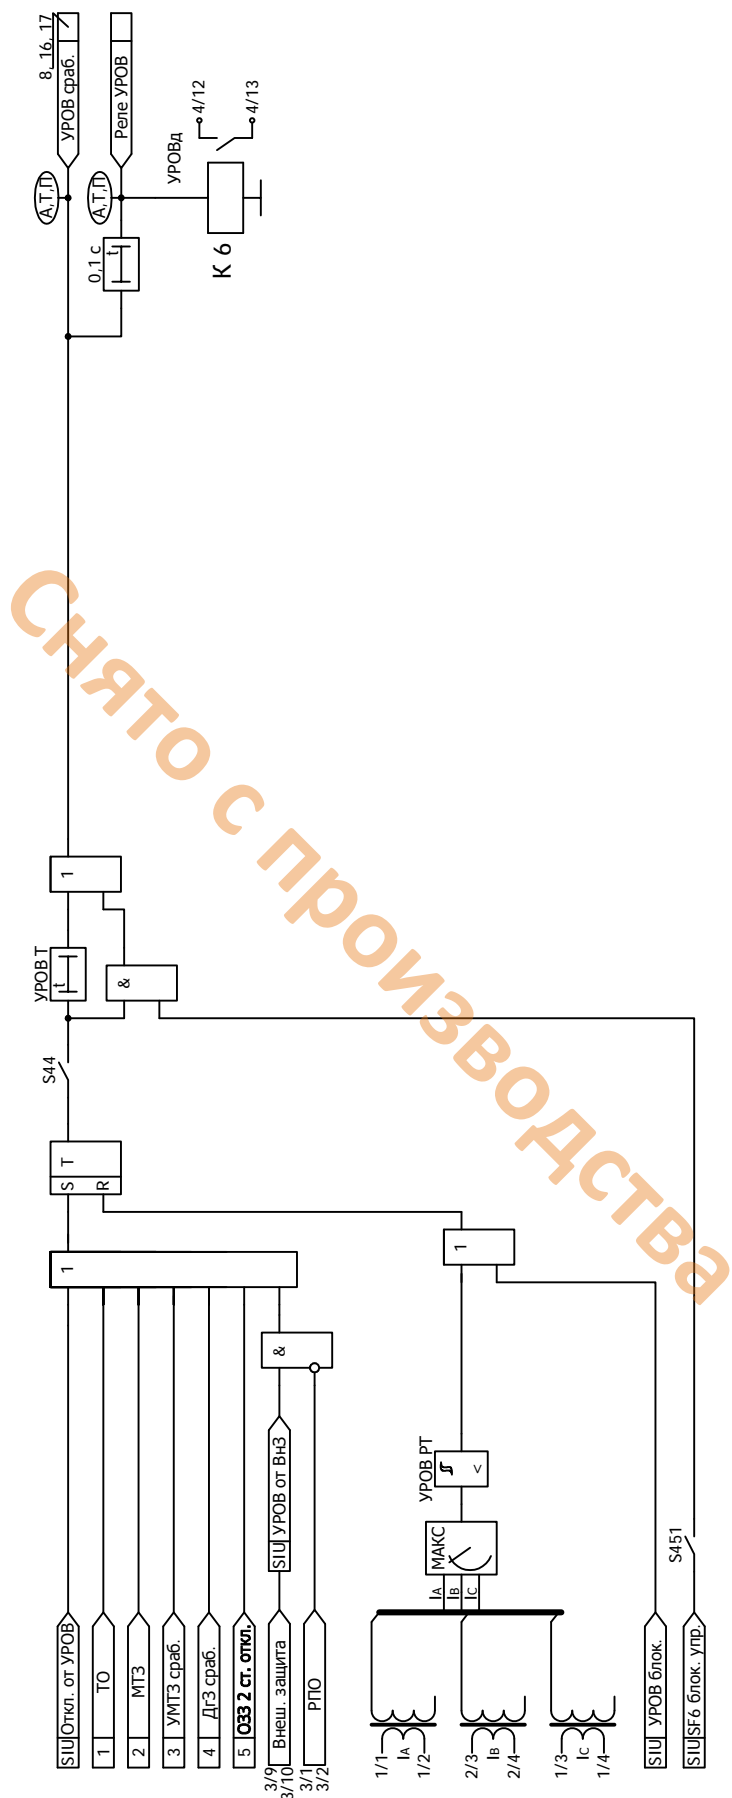 8, 16, 17
УРОВ сраб.
Реле УРОВ
А,Т,П
А,Т,П
УРОВд
4/12
4/13
0,1 с
t
К 6
1
УРОВ Т
t
&
S44
S T
R
1
1
&
SIU УРОВ от ВнЗ
УРОВ РТ
<
МАКС
IA
IB
IC
S451
SIU Откл. от УРОВ
1 ТО
2 МТЗ
3 УМТЗ сраб.
4 ДгЗ сраб.
5 ОЗЗ 2 ст. откл.
3/9
3/10
Внеш. защита
3/1
3/2
РПО
1/1
IA
1/2
2/3
IB
2/4
1/3
IC
1/4
SIU УРОВ блок.
SIU SF6 блок. упр.
Снято с производства